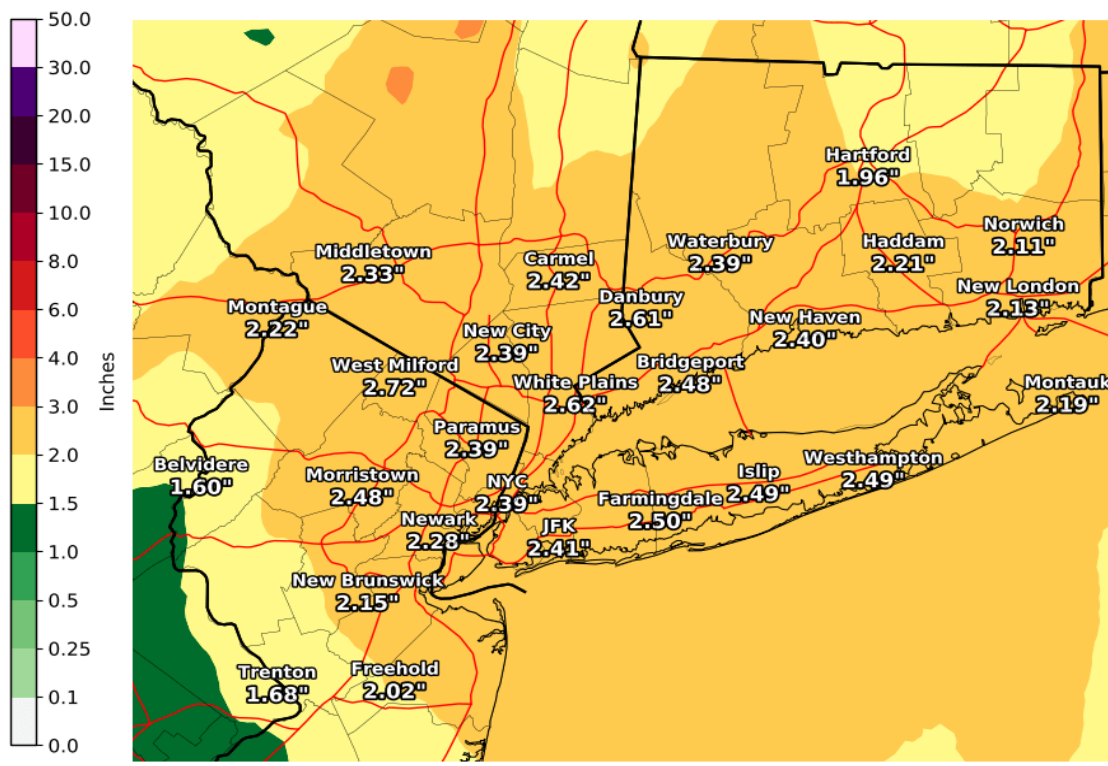 50.0
30.0
20.0
15.0
10.0
8.0
6.0
4.0
3.0
2.0
1.5
1.0
0.5
0.25
0.1
0.0
Inches
Hartford
1.96"
Norwich
2.11"
Waterbury
2.39"
Haddam
2.21"
Middletown
2.33"
Carmel
2.42"
New London
2.13"
Danbury
2.61"
Montague
2.22"
New Haven
2.40"
New City
2.39"
Bridgeport
2.48"
West Milford
2.72"
White Plains
2.62"
Montauk
2.19"
Paramus
2.39"
Westhampton
2.49"
Belvidere
1.60"
Morristown
2.48"
Islip
2.49"
NYC
2.39"
Farmingdale
2.50"
Newark
2.28"
JFK
2.41"
New Brunswick
2.15"
Freehold
2.02"
Trenton
1.68"